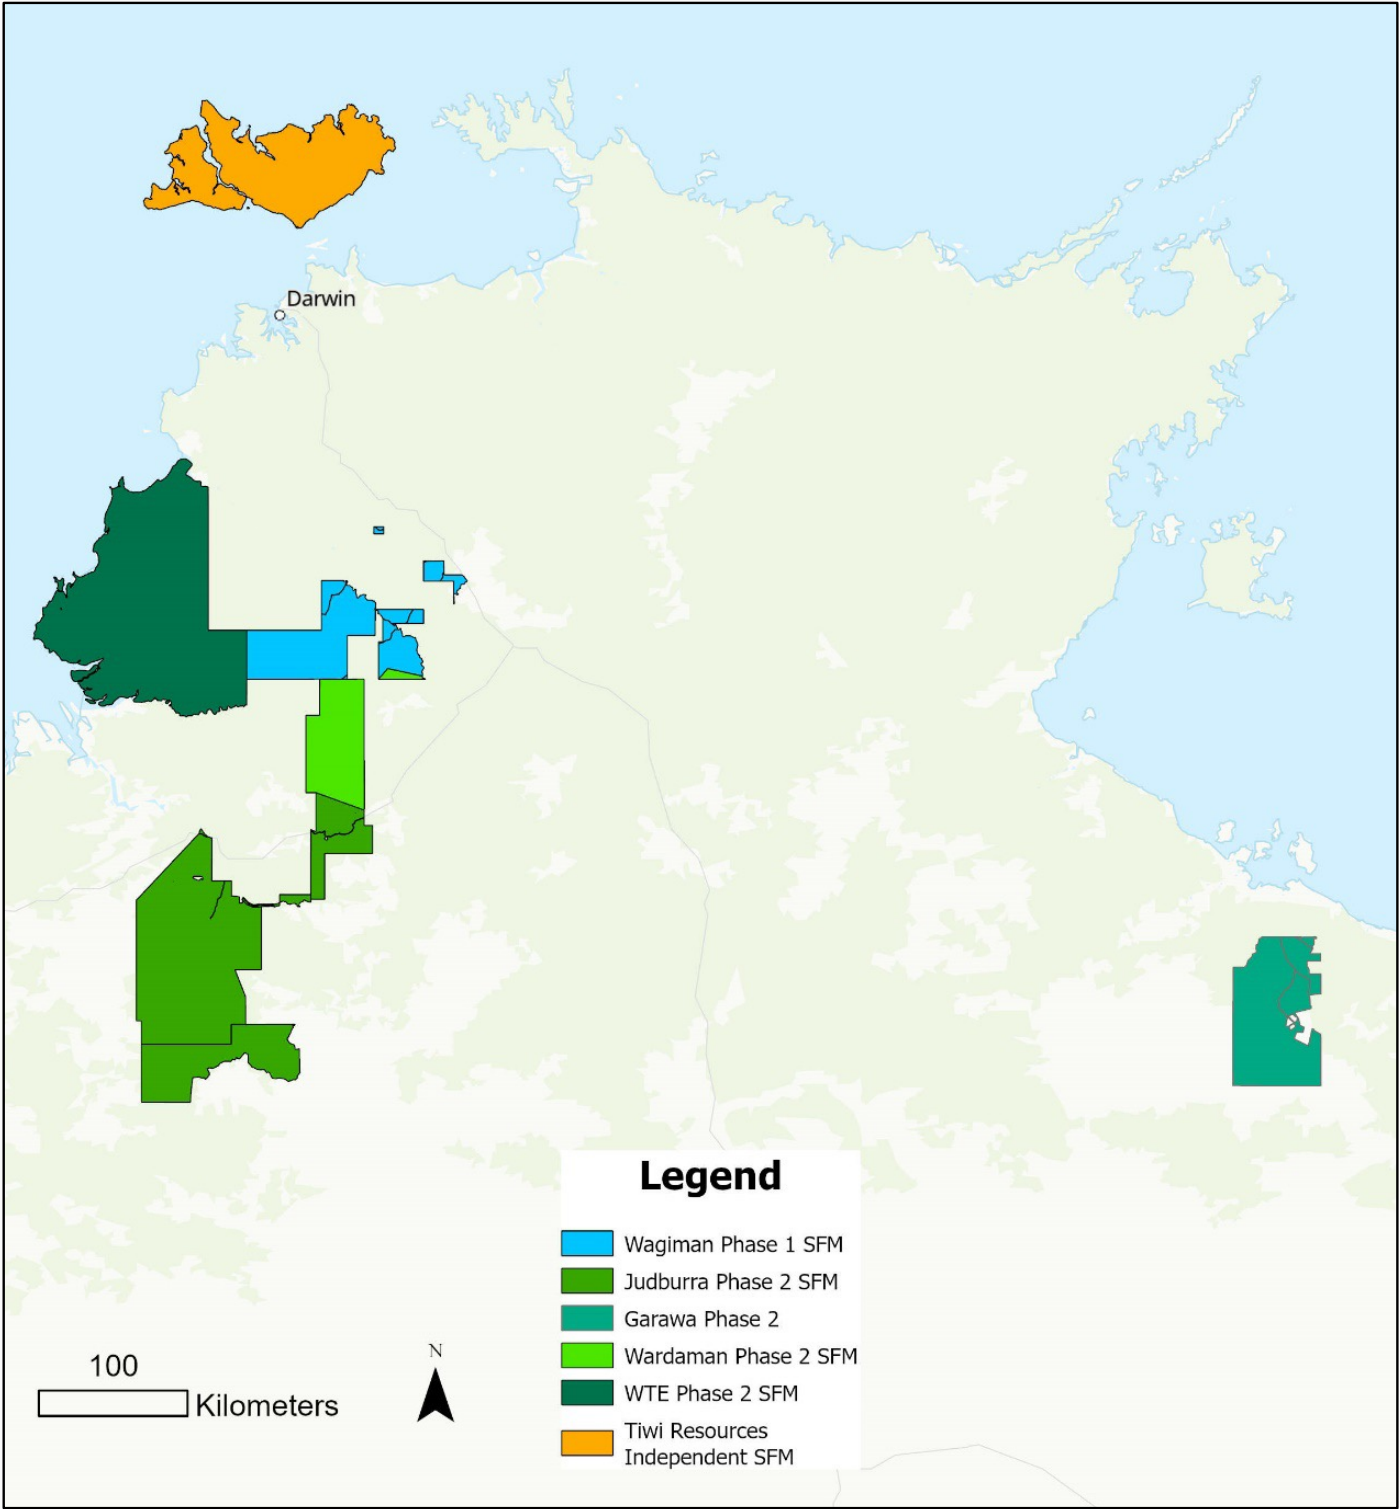 Darwin
Legend
Wagiman Phase 1 SFM
Judburra Phase 2 SFM
Garawa Phase 2
Wardaman Phase 2 SFM
WTE Phase 2 SFM
Tiwi Resources
Independent SFM
100
Kilometers
N